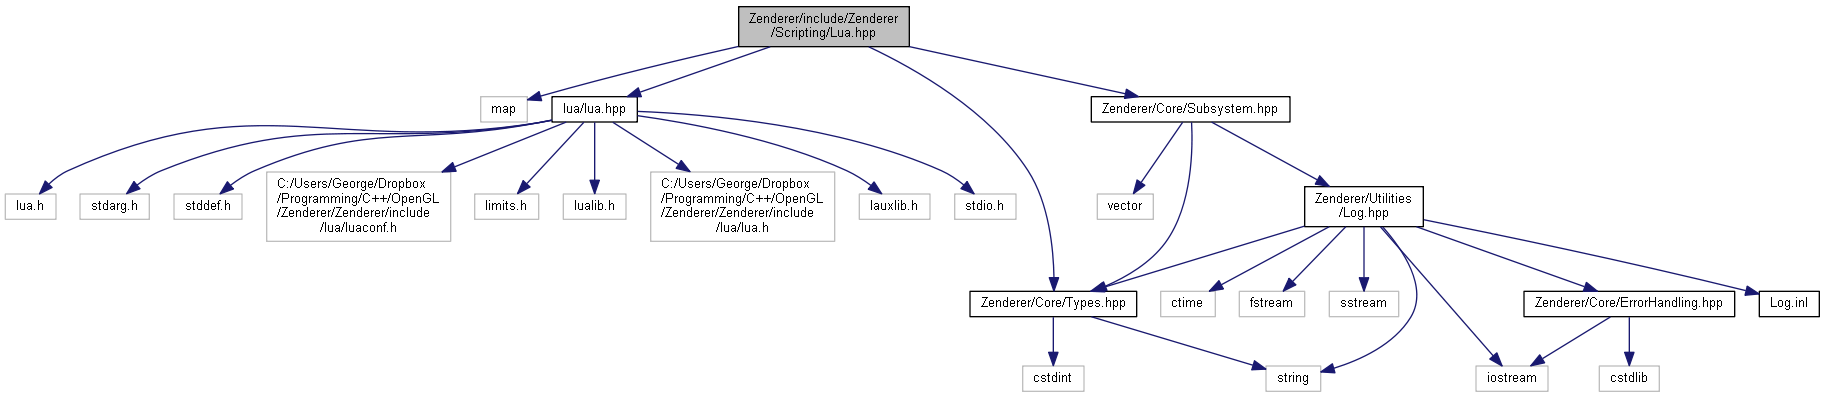 Zenderer/include/Zenderer
/Scripting/Lua.hpp
map
lua/lua.hpp
Zenderer/Core/Subsystem.hpp
lua.h
stdarg.h
stddef.h
C:/Users/George/Dropbox
/Programming/C++/OpenGL
/Zenderer/Zenderer/include
/lua/luaconf.h
limits.h
lualib.h
C:/Users/George/Dropbox
/Programming/C++/OpenGL
/Zenderer/Zenderer/include
/lua/lua.h
lauxlib.h
stdio.h
vector
Zenderer/Utilities
/Log.hpp
Zenderer/Core/Types.hpp
ctime
fstream
sstream
Zenderer/Core/ErrorHandling.hpp
Log.inl
cstdint
string
iostream
cstdlib